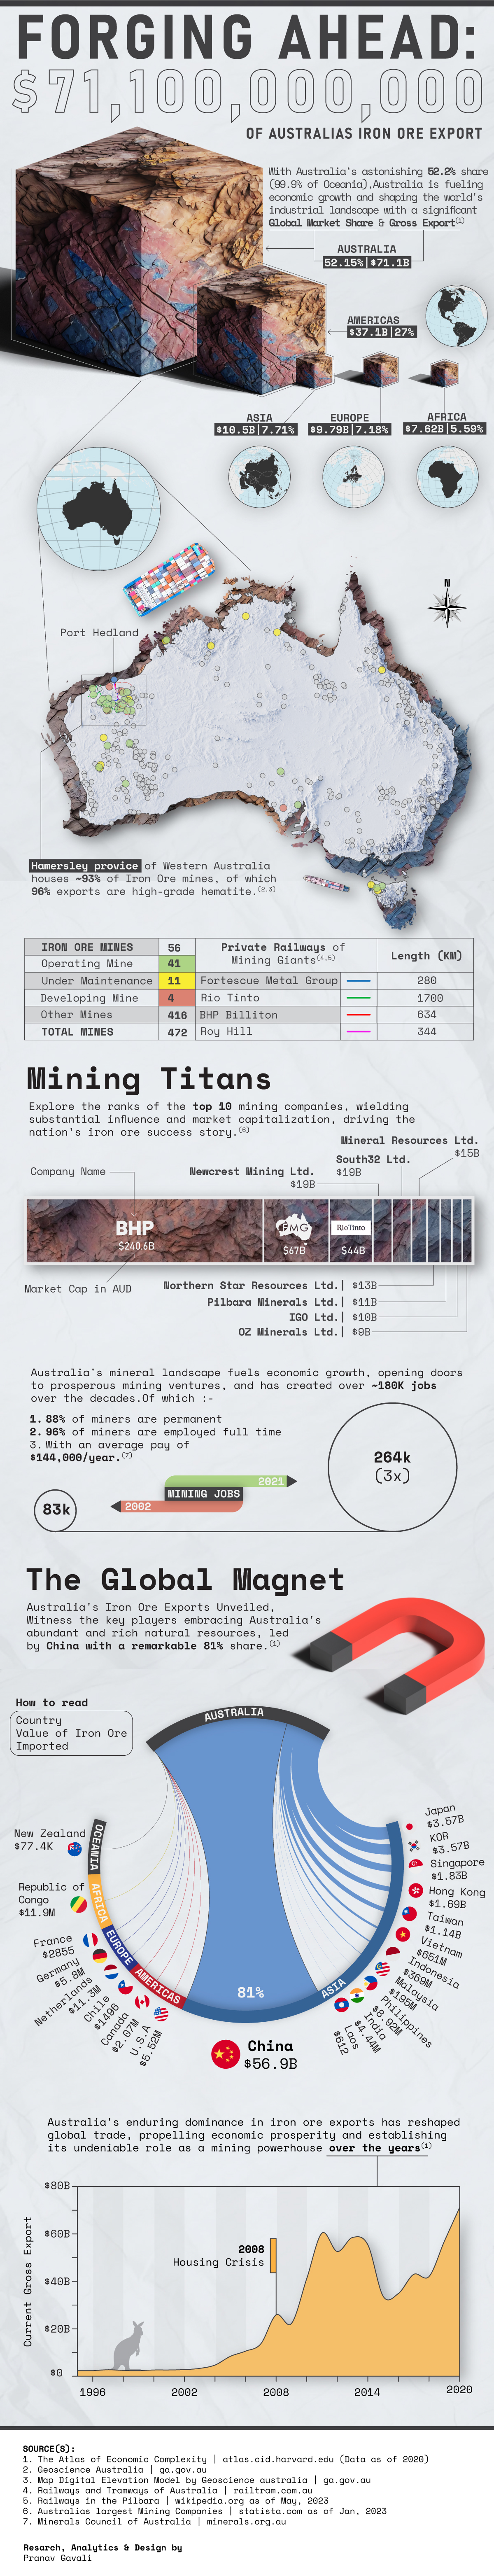 FORGING AHEAD:
$71,100,000,000
OF AUSTRALIAS IRON ORE EXPORT
With Australia's astonishing 52.2% share
(99.9% of Oceania),Australia is fueling
economic growth and shaping the world's
industrial landscape with a significant
Global Market Share & Gross Export(1)
AUSTRALIA
52.15%|$71.1B
AMERICAS
$37.1B|27%
ASIA
$10.5B|7.71%
EUROPE
$9.79B|7.18%
AFRICA
$7.62B|5.59%
N
Port Hedland
Hamersley provice of Western Australia
houses ~93% of Iron Ore mines, of which
96% exports are high-grade hematite.(2,3)
IRON ORE MINES 56
Operating Mine 41
Under Maintenance 11
Developing Mine 4
Other Mines 416
TOTAL MINES 472
Private Railways of
Mining Giants(4,5)
Length (KM)
Fortescue Metal Group 280
Rio Tinto 1700
BHP Billiton 634
Roy Hill 344
Mining Titans
Explore the ranks of the top 10 mining companies, wielding
substantial influence and market capitalization, driving the
nation's iron ore success story.(6)
Mineral Resources Ltd.
$15B
South32 Ltd.
$19B
Newcrest Mining Ltd.
$19B
Company Name
BHP
$240.6B
FMG
$67B
RioTinto
$44B
Market Cap in AUD
Northern Star Resources Ltd.| $13B
Pilbara Minerals Ltd.| $11B
IGO Ltd.| $10B
OZ Minerals Ltd.| $9B
Australia's mineral landscape fuels economic growth, opening doors
to prosperous mining ventures, and has created over ~180K jobs
over the decades.Of which :-
1. 88% of miners are permanent
2. 96% of miners are employed full time
3. With an average pay of
$144,000/year.(7)
2021
MINING JOBS
2002
83k
264k
(3x)
The Global Magnet
Australia's Iron Ore Exports Unveiled,
Witness the key players embracing Australia's
abundant and rich natural resources, led
by China with a remarkable 81% share.(1)
How to read
Country
Value of Iron Ore
Imported
AUSTRALIA
OCEANIA
AFRICA
EUROPE
AMERICAS
ASIA
81%
New Zealand
$77.4K
Republic of
Congo
$11.9M
France
$2855
Germany
$5.8M
Netherlands
$11.3M
Chile
$1496
Canada
$2.07M
U.S.A
$5.52M
China
$56.9B
Laos
$612
India
$4.44M
Philippines
$8.92M
Malaysia
$195M
Indonesia
$369M
Vietnam
$651M
Taiwan
$1.14B
Hong Kong
$1.69B
Singapore
$1.83B
KOR
$3.57B
Japan
$3.57B
Australia's enduring dominance in iron ore exports has reshaped
global trade, propelling economic prosperity and establishing
its undeniable role as a mining powerhouse over the years(1)
Current Gross Export
$80B
$60B
$40B
$20B
$0
2008
Housing Crisis
1996
2002
2008
2014
2020
SOURCE(S):
1. The Atlas of Economic Complexity | atlas.cid.harvard.edu (Data as of 2020)
2. Geoscience Australia | ga.gov.au
3. Map Digital Elevation Model by Geoscience australia | ga.gov.au
4. Railways and Tramways of Australia | railtram.com.au
5. Railways in the Pilbara | wikipedia.org as of May, 2023
6. Australias largest Mining Companies | statista.com as of Jan, 2023
7. Minerals Council of Australia | minerals.org.au
Resarch, Analytics & Design by
Pranav Gavali